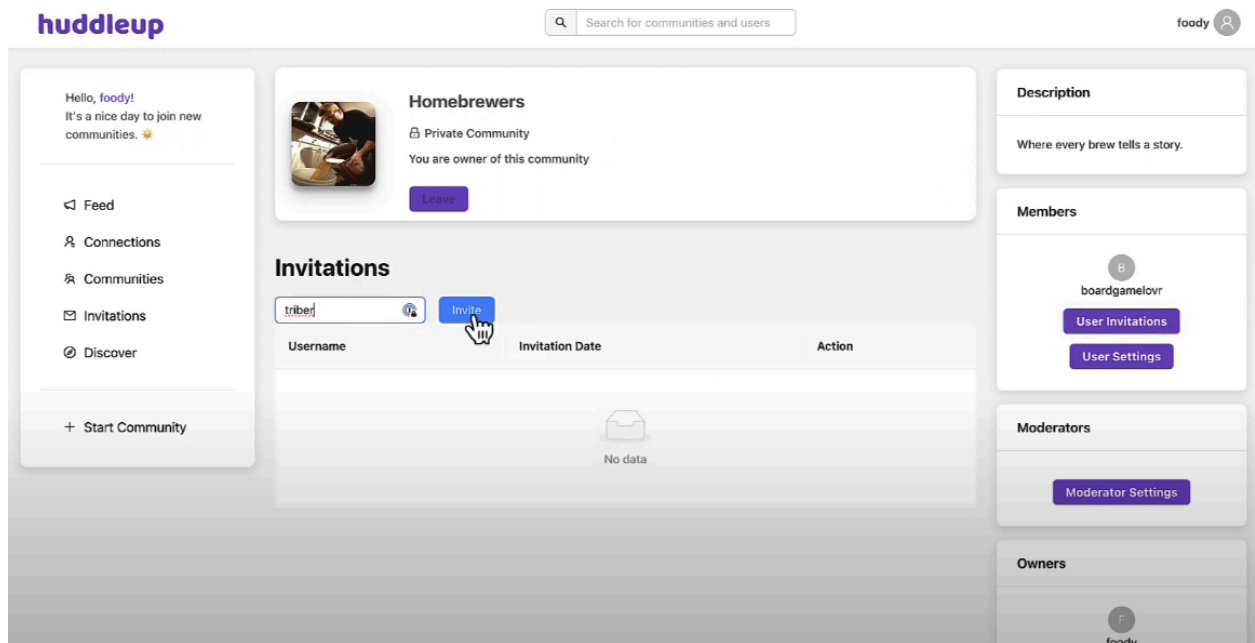 huddleup
Search for communities and users
foody
Hello, foody!
It's a nice day to join new
communities.
Feed
Connections
Communities
Invitations
Discover
+ Start Community
Homebrewers
Private Community
You are owner of this community
Leave
Invitations
triber
Invite
Username
Invitation Date
Action
No data
Description
Where every brew tells a story.
Members
B
boardgamelovr
User Invitations
User Settings
Moderators
Moderator Settings
Owners
F
foody